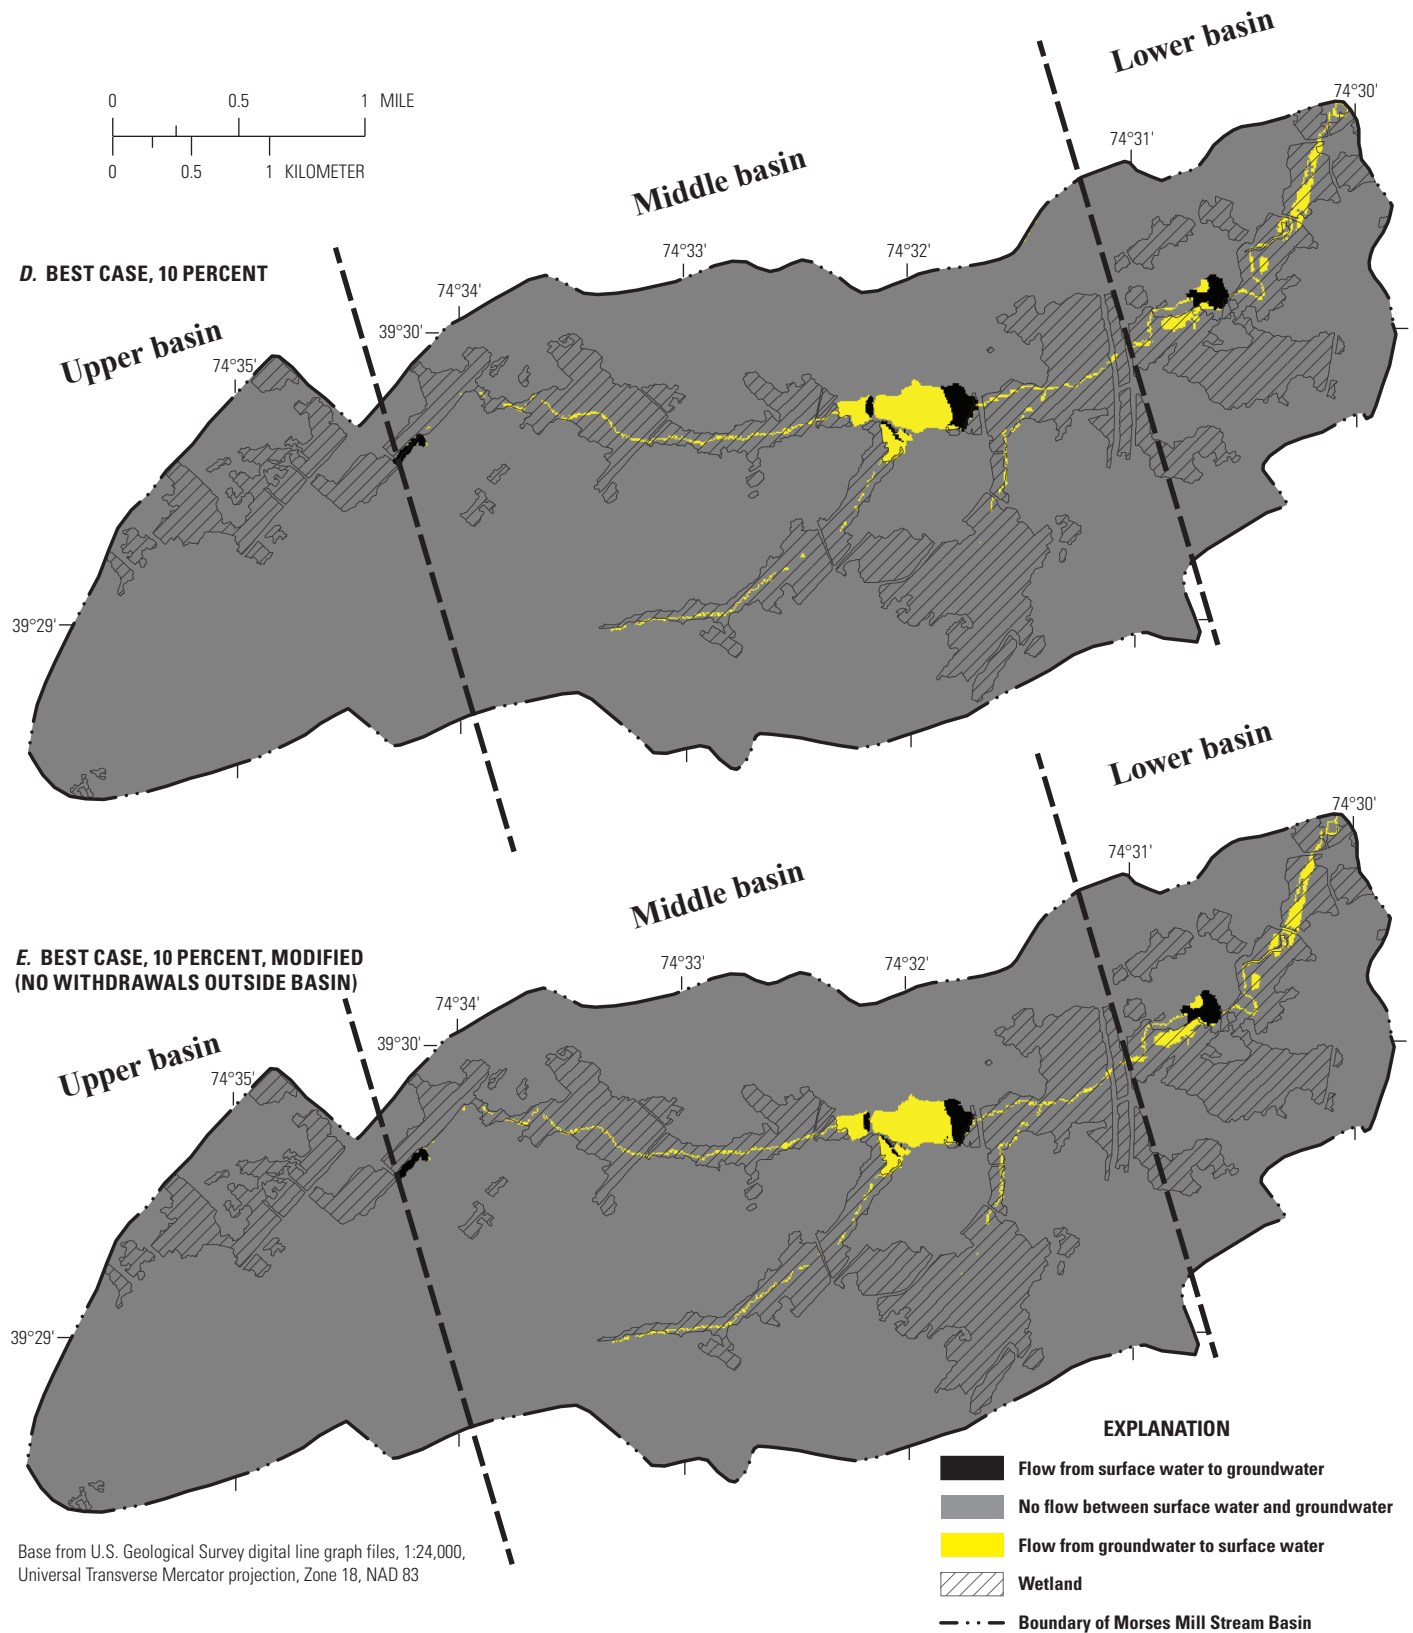 Lower basin
74°30'
0 0.5 1 MILE
0 0.5 1 KILOMETER
74°31'
Middle basin
74°33'
74°32'
D. BEST CASE, 10 PERCENT
74°34'
39°30'
Upper basin
74°35'
39°29'
Lower basin
74°30'
74°31'
Middle basin
E. BEST CASE, 10 PERCENT, MODIFIED
(NO WITHDRAWALS OUTSIDE BASIN)
74°33'
74°32'
74°34'
39°30'
Upper basin
74°35'
39°29'
EXPLANATION
Flow from surface water to groundwater
No flow between surface water and groundwater
Flow from groundwater to surface water
Wetland
Boundary of Morses Mill Stream Basin
Base from U.S. Geological Survey digital line graph files, 1:24,000,
Universal Transverse Mercator projection, Zone 18, NAD 83